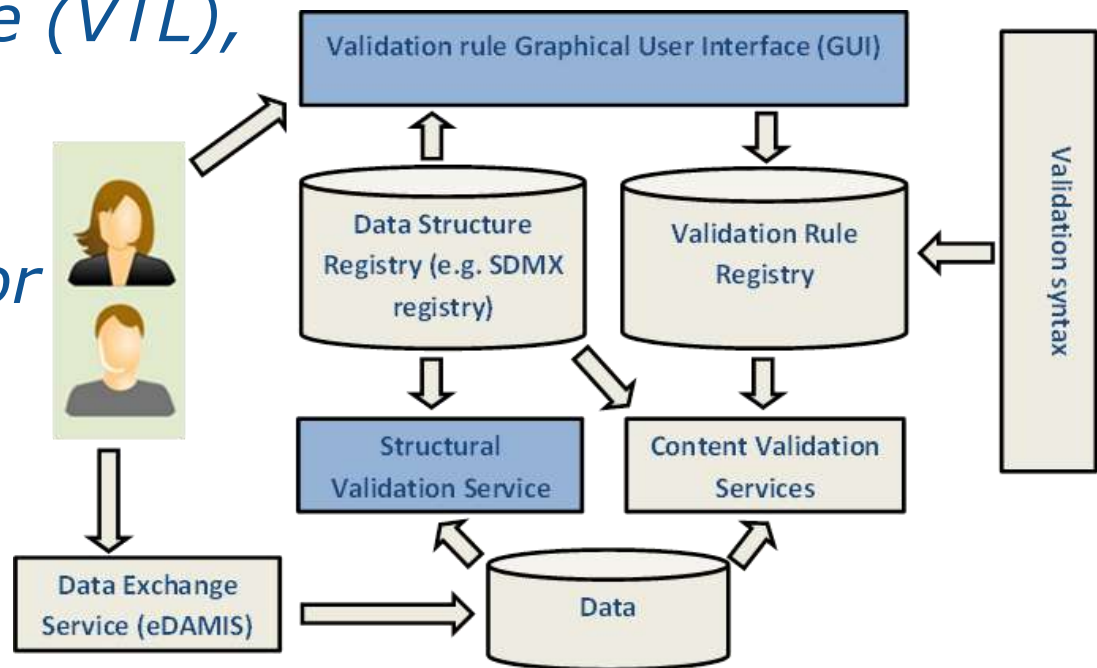 e (VTL),
Validation rule Graphical User Interface (GUI)
Data Structure
Registry (e.g. SDMX
registry)
Validation Rule
Registry
Validation syntax
or
Structural
Validation Service
Content Validation
Services
Data Exchange
Service (eDAMIS)
Data